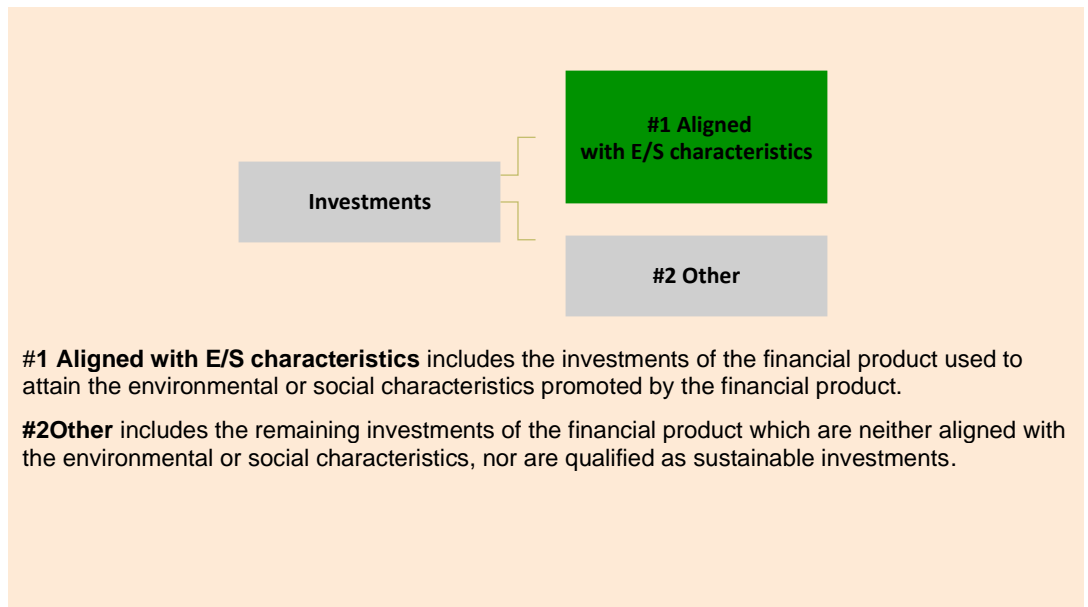 #1 Aligned
with E/S characteristics
Investments
#2 Other
#1 Aligned with E/S characteristics includes the investments of the financial product used to
attain the environmental or social characteristics promoted by the financial product.
#2Other includes the remaining investments of the financial product which are neither aligned with
the environmental or social characteristics, nor are qualified as sustainable investments.